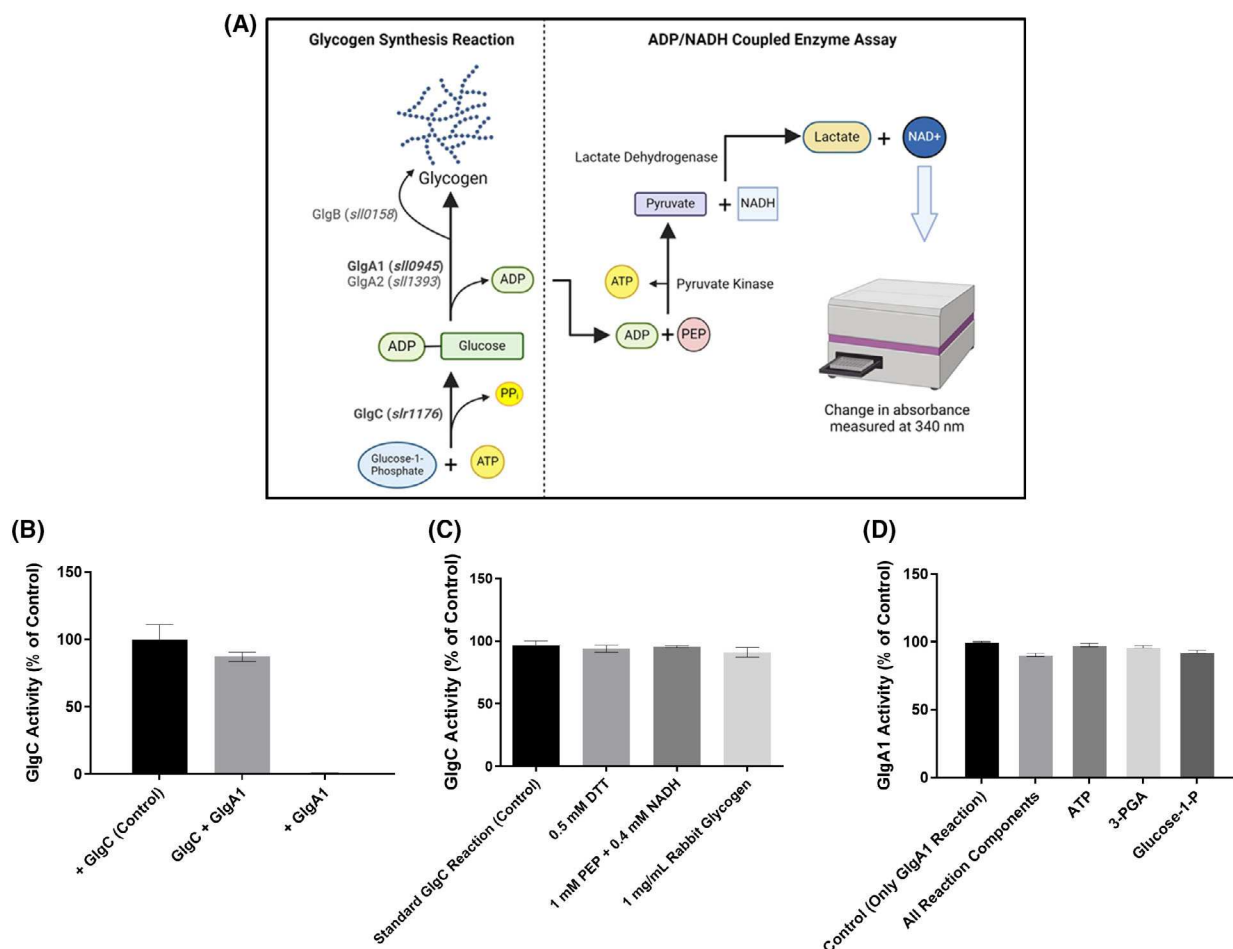 (A)
Glycogen Synthesis Reaction
ADP/NADH Coupled Enzyme Assay
Glycogen
GlgB (sll0158)
GlgA1 (sll0945)
GlgA2 (sll1393)
ADP
ADP
Glucose
GlgC (slr1176)
PPi
Glucose-1-
Phosphate
+
ATP
Lactate Dehydrogenase
Lactate
+
NAD+
Pyruvate
+
NADH
ATP
Pyruvate Kinase
ADP
+
PEP
Change in absorbance
measured at 340 nm
(B)
GlgC Activity (% of Control)
150
100
50
0
+ GlgC (Control)
GlgC + GlgA1
+ GlgA1
(C)
GlgC Activity (% of Control)
150
100
50
0
Standard GlgC Reaction (Control)
0.5 mM DTT
1 mM PEP + 0.4 mM NADH
1 mg/mL Rabbit Glycogen
(D)
GlgA1 Activity (% of Control)
150
100
50
0
Control (Only GlgA1 Reaction)
All Reaction Components
ATP
3-PGA
Glucose-1-P